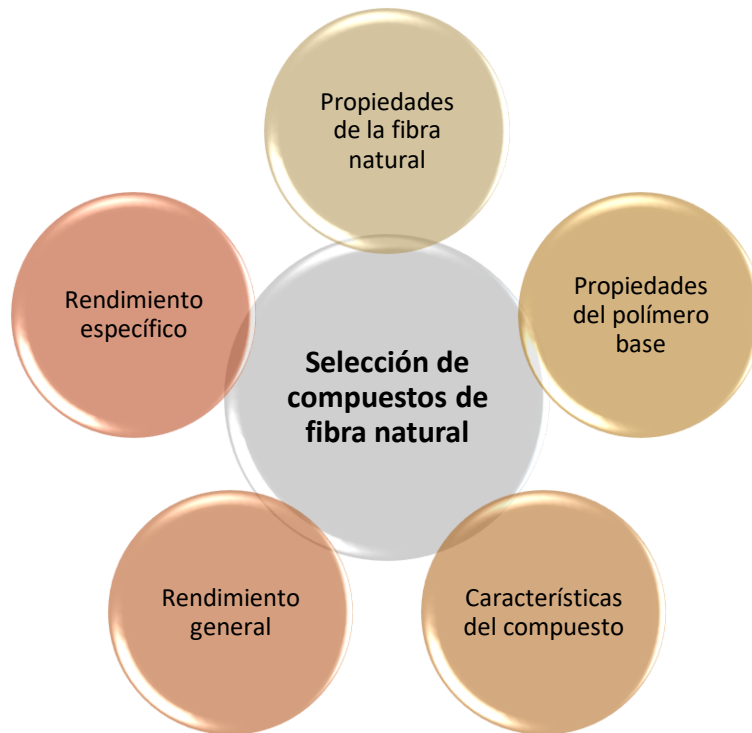 Propiedades
de la fibra
natural
Propiedades
del polímero
base
Características
del compuesto
Rendimiento
general
Rendimiento
específico
Selección de
compuestos de
fibra natural